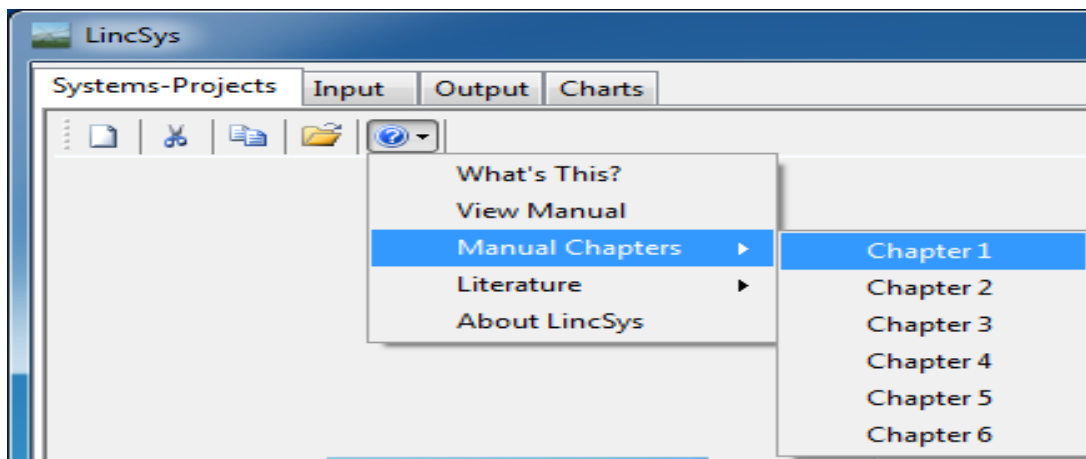 LincSys
Systems-Projects Input Output Charts
What's This?
View Manual
Manual Chapters
Literature
About LincSys
Chapter 1
Chapter 2
Chapter 3
Chapter 4
Chapter 5
Chapter 6